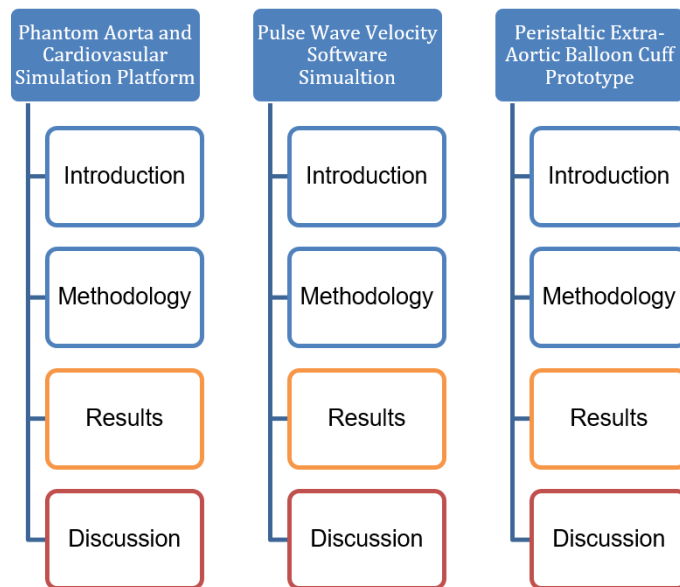 Phantom Aorta and
Cardiovasular
Simulation Platform
Introduction
Methodology
Results
Discussion
Pulse Wave Velocity
Software
Simualtion
Introduction
Methodology
Results
Discussion
Peristaltic Extra-
Aortic Balloon Cuff
Prototype
Introduction
Methodology
Results
Discussion